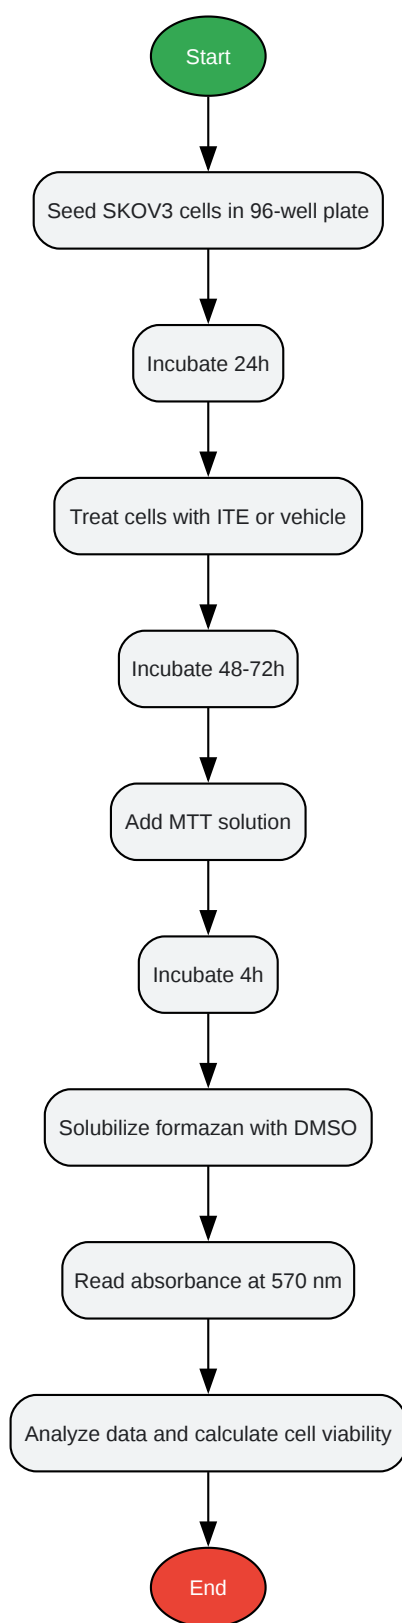 Start
Seed SKOV3 cells in 96-well plate
Incubate 24h
Treat cells with ITE or vehicle
Incubate 48-72h
Add MTT solution
Incubate 4h
Solubilize formazan with DMSO
Read absorbance at 570 nm
Analyze data and calculate cell viability
End